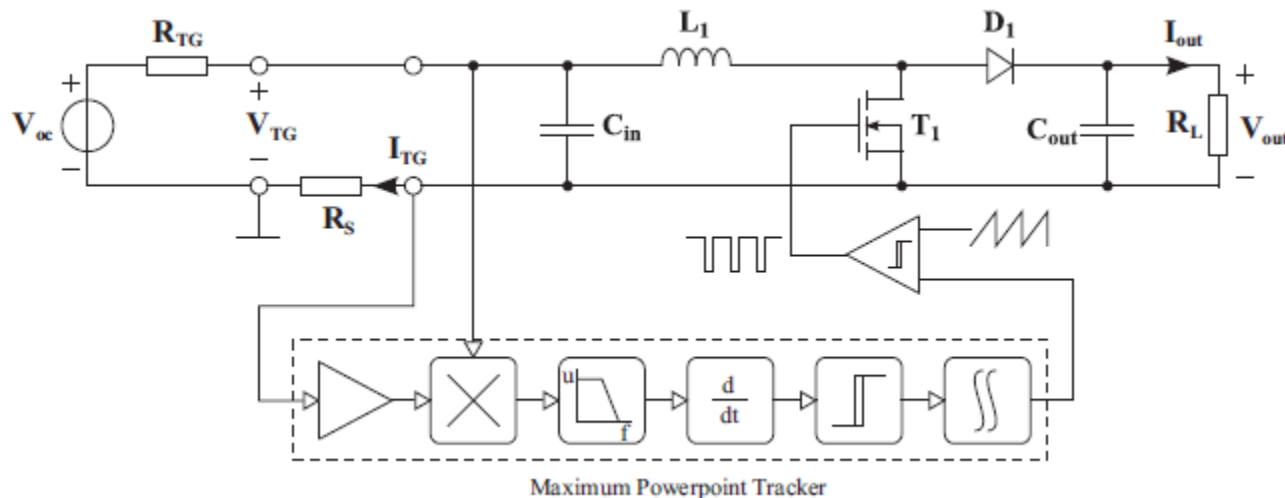 R_TG
L_1
D_1
I_out
+
+
+
V_oc
V_TG
C_in
T_1
C_out
R_L
V_out
−
−
I_TG
−
R_S
u
f
d
dt
Maximum Powerpoint Tracker